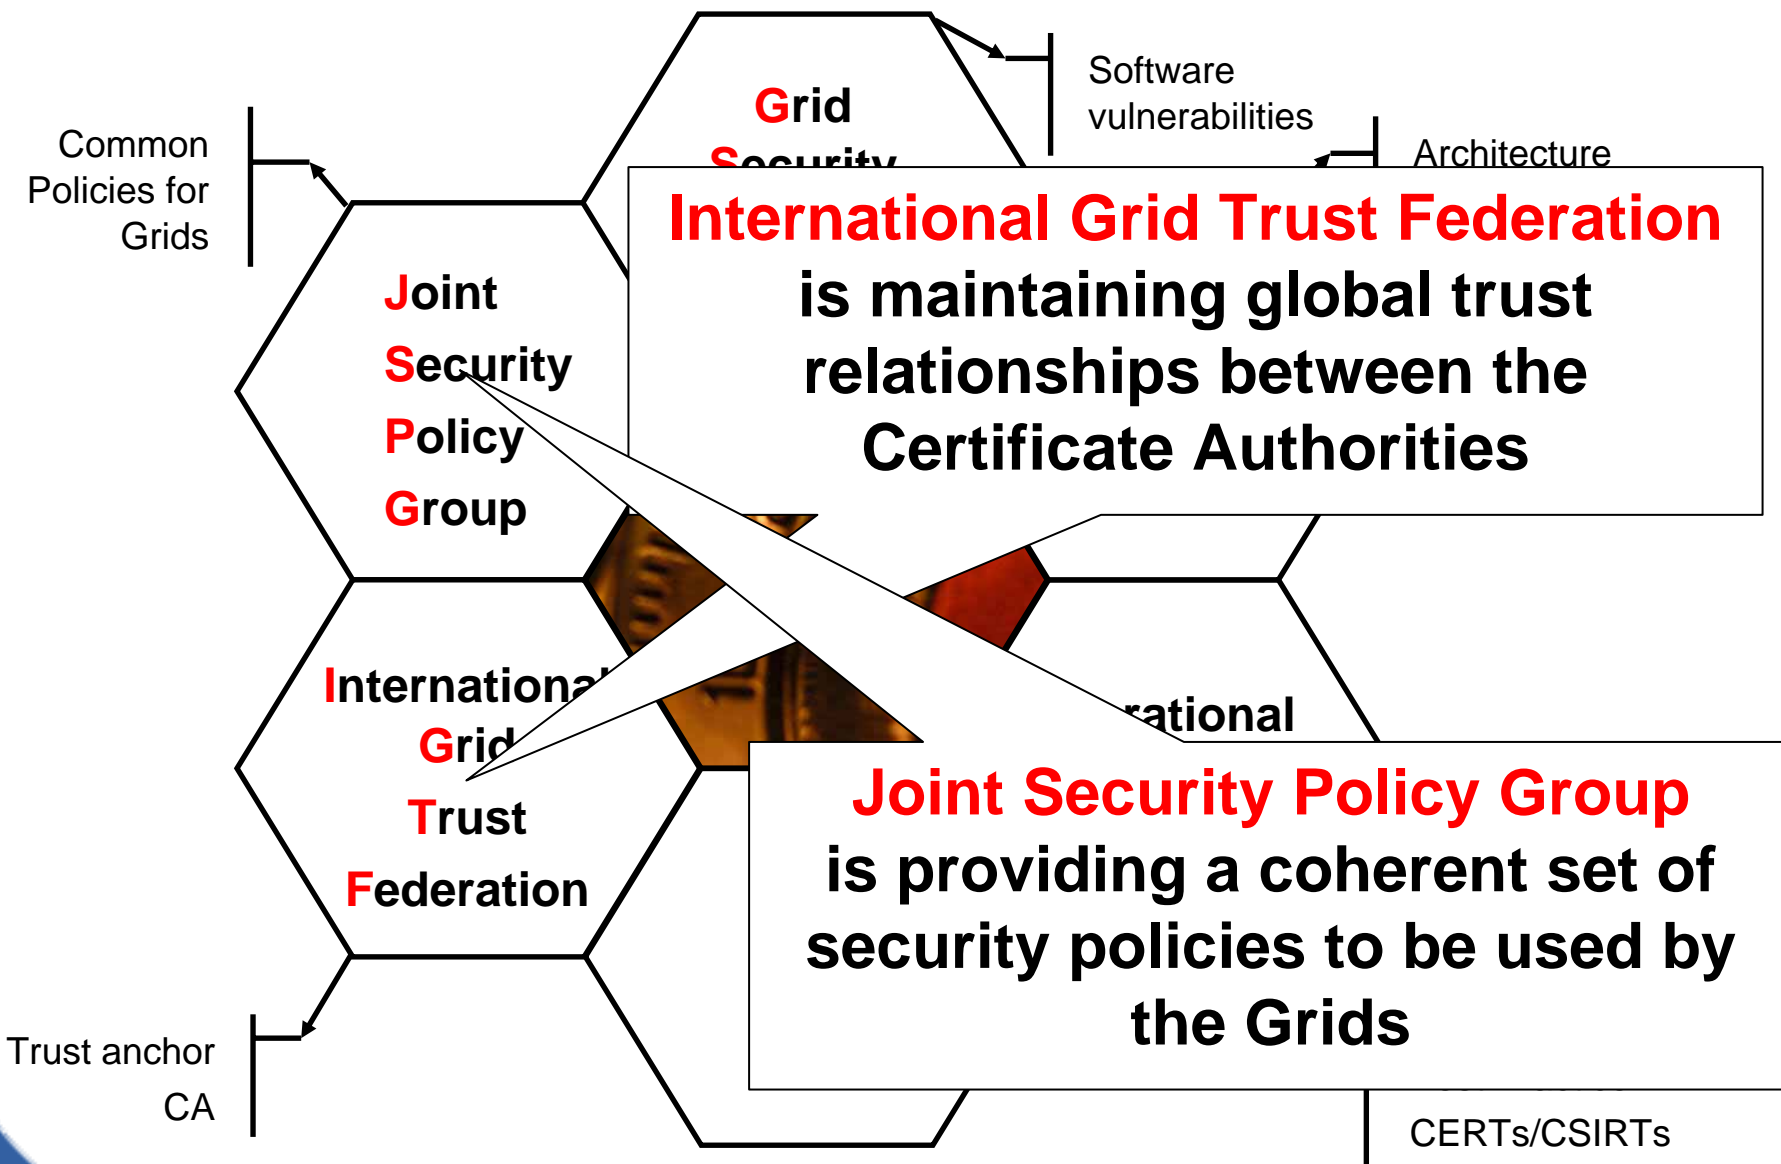 Software
vulnerabilities
Grid
Security
Architecture
Common
Policies for
Grids
International Grid Trust Federation
is maintaining global trust
relationships between the
Certificate Authorities
Joint
Security
Policy
Group
International
Grid
Trust
Federation
rational
Joint Security Policy Group
is providing a coherent set of
security policies to be used by
the Grids
Trust anchor
CA
CERTs/CSIRTs